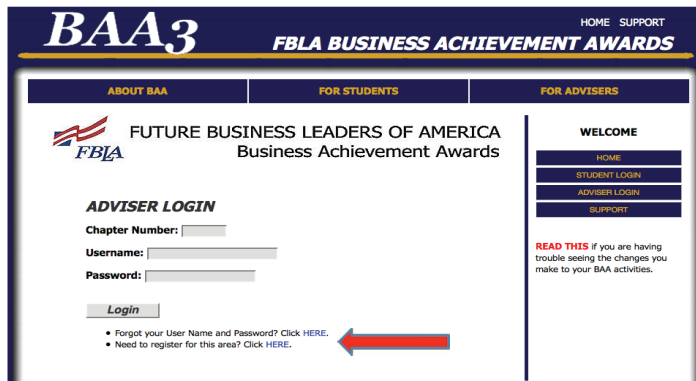 BAA3
HOME SUPPORT
FBLA BUSINESS ACHIEVEMENT AWARDS
ABOUT BAA
FOR STUDENTS
FOR ADVISERS
FBLA
FUTURE BUSINESS LEADERS OF AMERICA
Business Achievement Awards
ADVISER LOGIN
Chapter Number:
Username:
Password:
Login
• Forgot your User Name and Password? Click HERE.
• Need to register for this area? Click HERE.
WELCOME
HOME
STUDENT LOGIN
ADVISER LOGIN
SUPPORT
READ THIS if you are having
trouble seeing the changes you
make to your BAA activities.